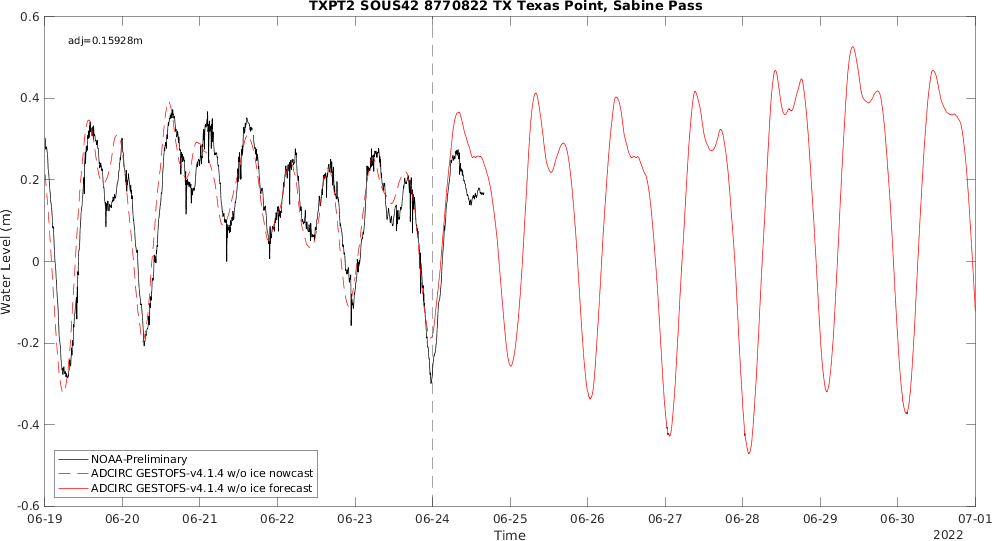 TXPT2 SOUS42 8770822 TX Texas Point, Sabine Pass
adj=0.15928m
0.6
0.4
0.2
0
-0.2
-0.4
-0.6
Water Level (m)
NOAA-Preliminary
ADCIRC GESTOFS-v4.1.4 w/o ice nowcast
ADCIRC GESTOFS-v4.1.4 w/o ice forecast
06-19 06-20 06-21 06-22 06-23 06-24 06-25 06-26 06-27 06-28 06-29 06-30 07-01
Time
2022